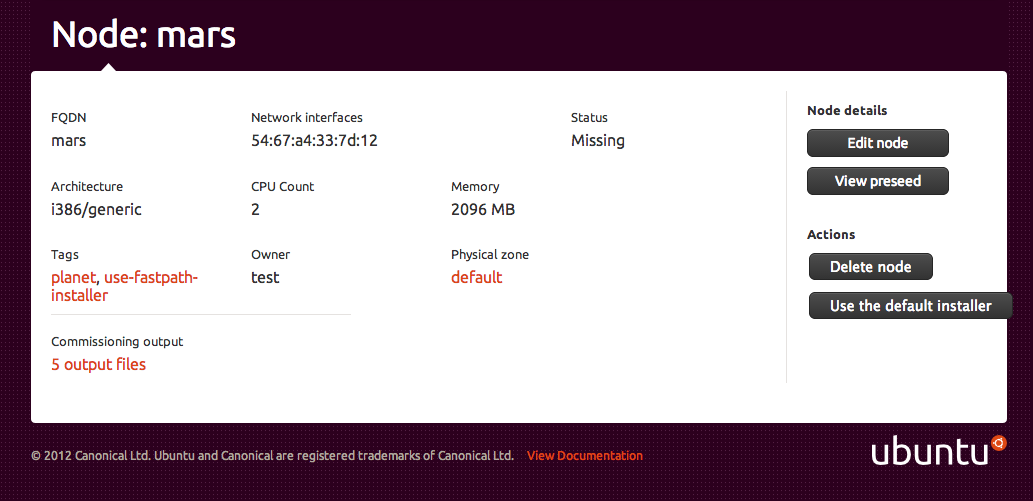 Node: mars
FQDN
mars
Network interfaces
54:67:a4:33:7d:12
Status
Missing
Architecture
i386/generic
CPU Count
2
Memory
2096 MB
Tags
planet, use-fastpath-
installer
Owner
test
Physical zone
default
Commissioning output
5 output files
Node details
Edit node
View preseed
Actions
Delete node
Use the default installer
© 2012 Canonical Ltd. Ubuntu and Canonical are registered trademarks of Canonical Ltd. View Documentation
ubuntu